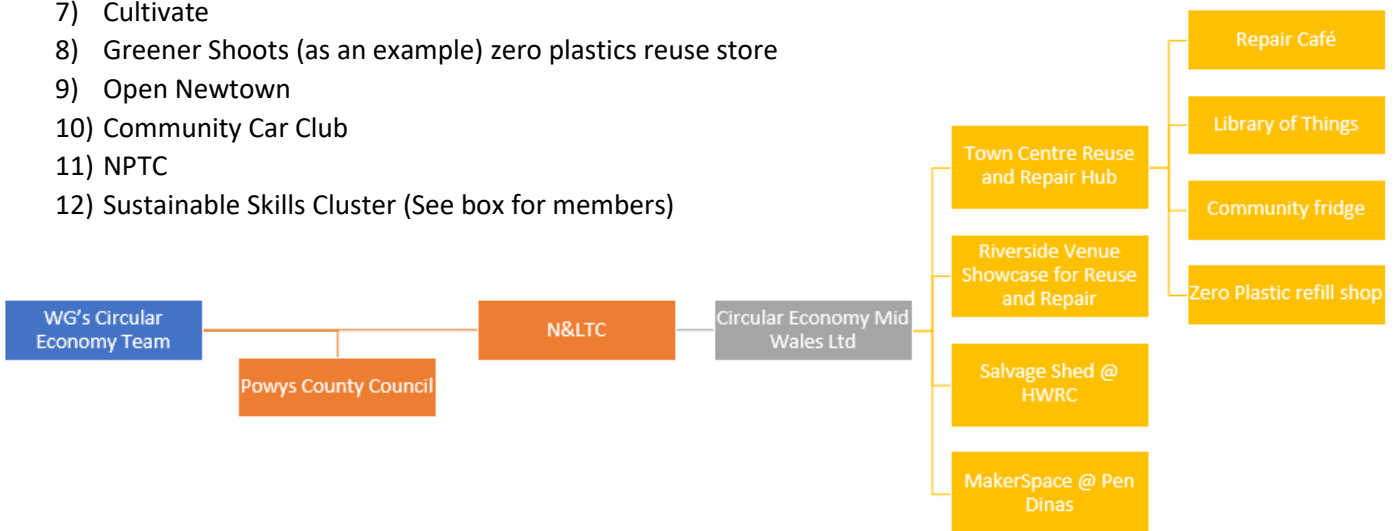 7) Cultivate
8) Greener Shoots (as an example) zero plastics reuse store
9) Open Newtown
10) Community Car Club
11) NPTC
12) Sustainable Skills Cluster (See box for members)
WG's Circular
Economy Team
Powys County Council
N&LTC
Circular Economy Mid
Wales Ltd
Town Centre Reuse
and Repair Hub
Riverside Venue
Showcase for Reuse
and Repair
Salvage Shed @
HWRC
MakerSpace @ Pen
Dinas
Repair Café
Library of Things
Community fridge
Zero Plastic refill shop